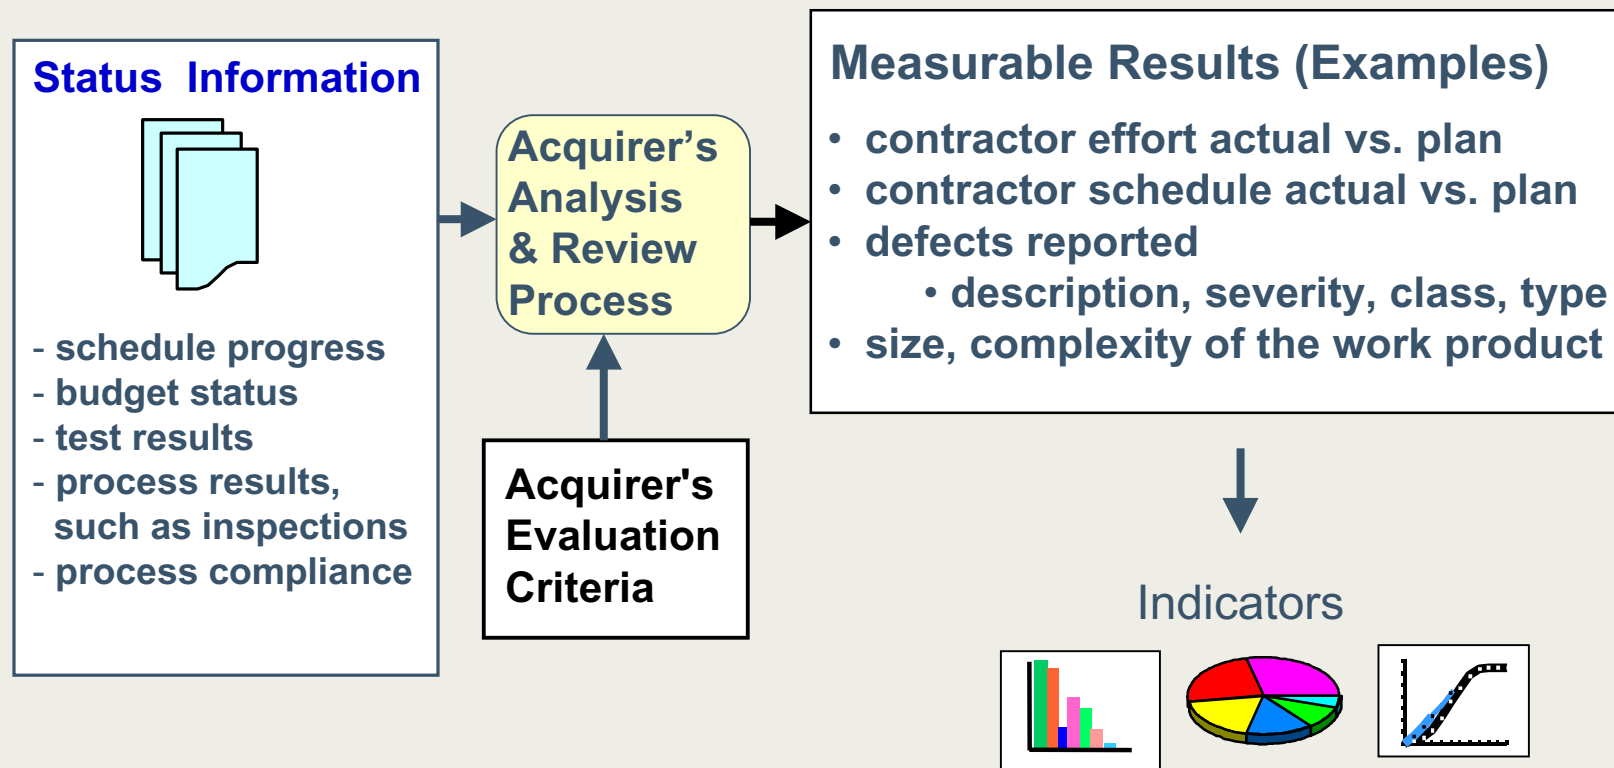 Status Information
- schedule progress
- budget status
- test results
- process results,
such as inspections
- process compliance
Acquirer’s
Analysis
& Review
Process
Acquirer's
Evaluation
Criteria
Measurable Results (Examples)
• contractor effort actual vs. plan
• contractor schedule actual vs. plan
• defects reported
• description, severity, class, type
• size, complexity of the work product
Indicators